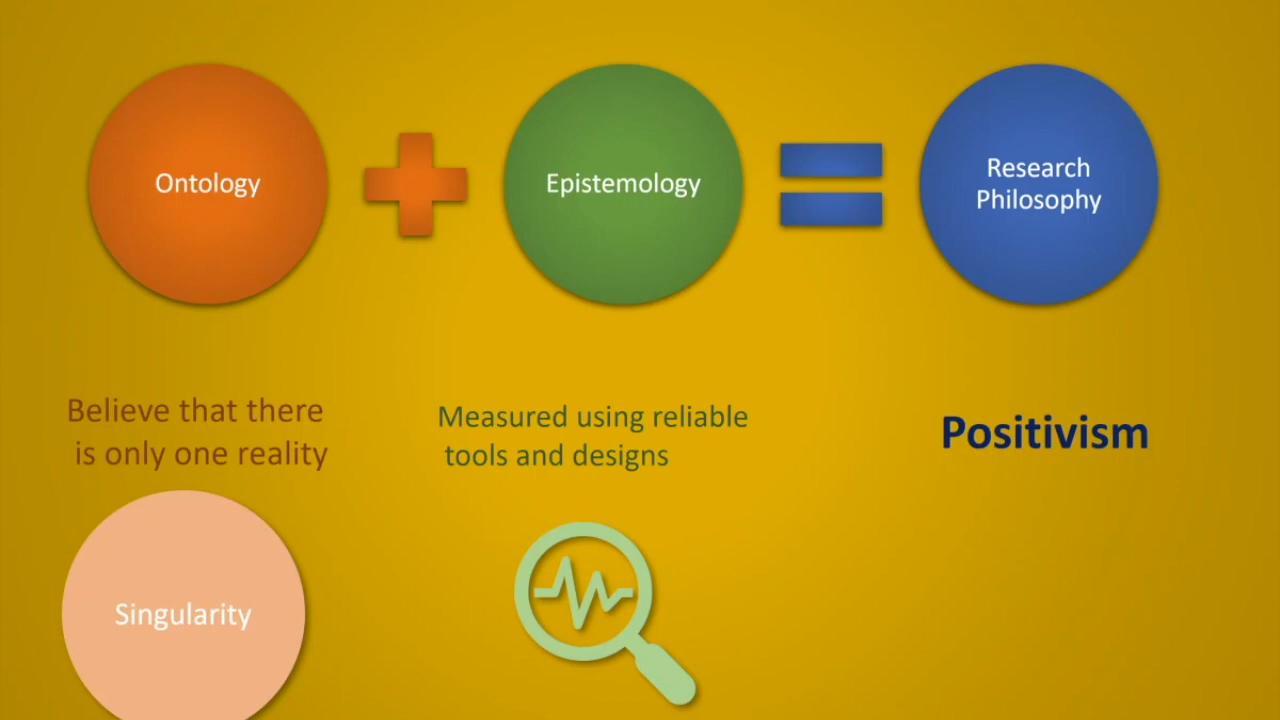 Ontology
Epistemology
Research
Philosophy
Believe that there
is only one reality
Measured using reliable
tools and designs
Positivism
Singularity